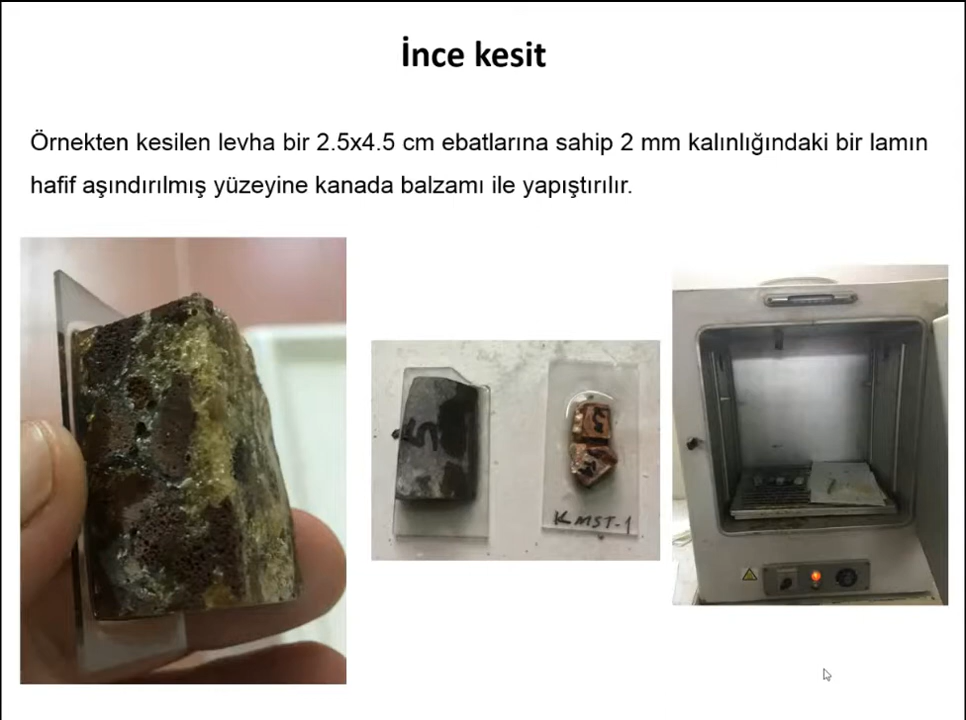 İnce kesit
Örnekten kesilen levha bir 2.5x4.5 cm ebatlarına sahip 2 mm kalınlığındaki bir lamın
hafif aşındırılmış yüzeyine kanada balzamı ile yapıştırılır.
KMST-1